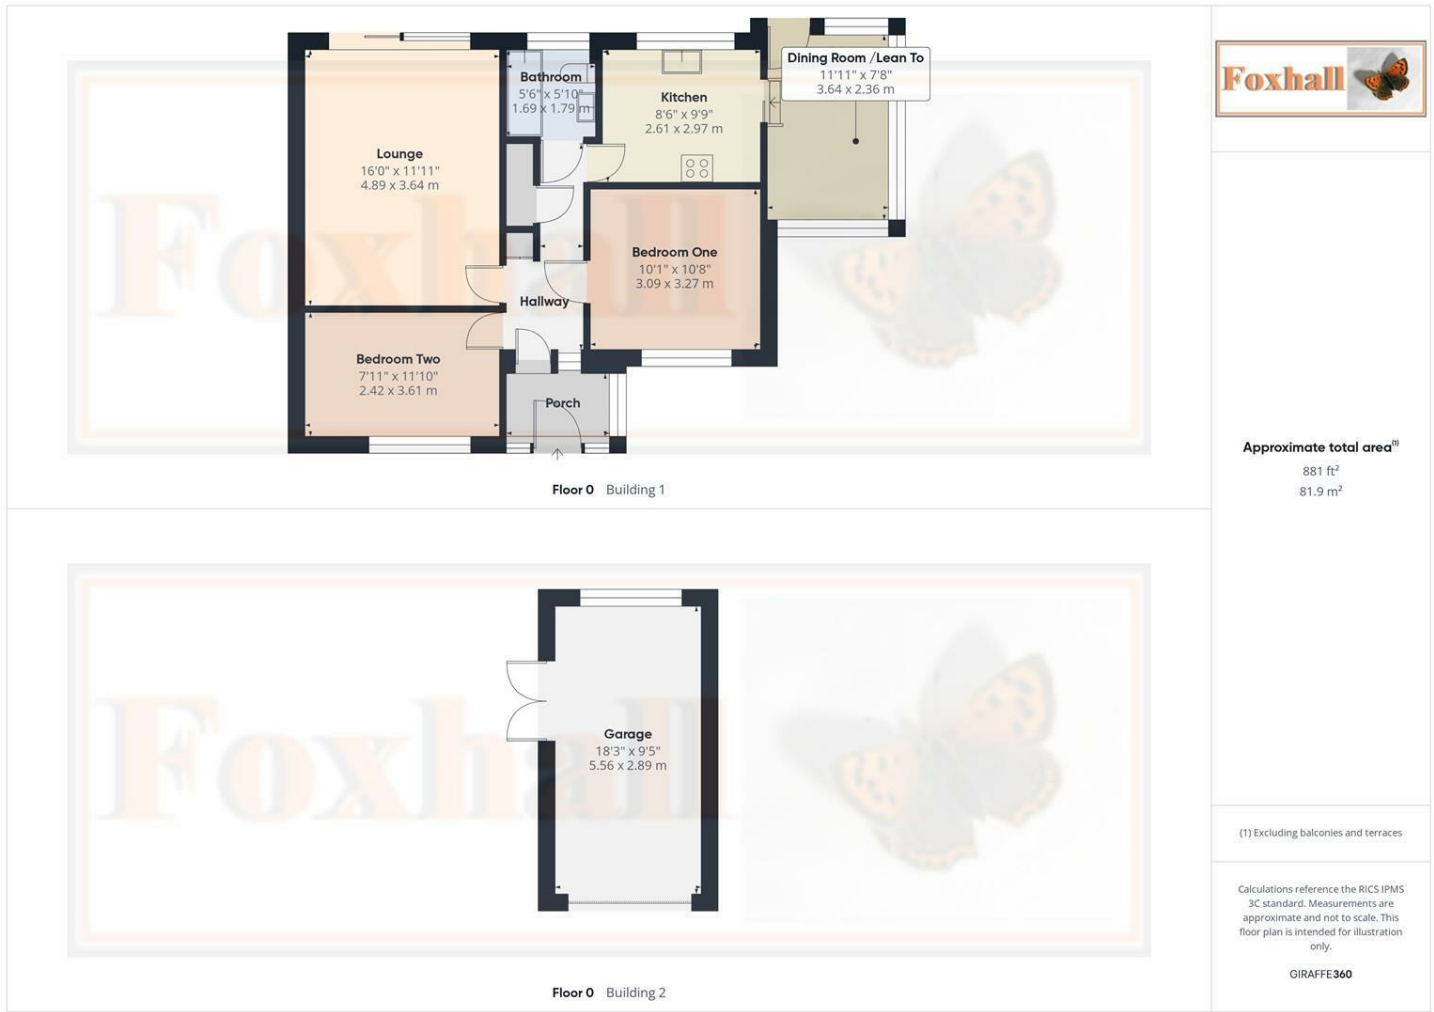 Dining Room /Lean To
11'11" x 7'8"
3.64 x 2.36 m
Bathroom
5'6" x 5'10"
1.69 x 1.79 m
Kitchen
8'6" x 9'9"
2.61 x 2.97 m
Lounge
16'0" x 11'11"
4.89 x 3.64 m
Bedroom One
10'1" x 10'8"
3.09 x 3.27 m
Hallway
Bedroom Two
7'11" x 11'10"
2.42 x 3.61 m
Porch
Foxhall
Floor 0 Building 1
Garage
18'3" x 9'5"
5.56 x 2.89 m
Foxhall
Floor 0 Building 2
Foxhall
Approximate total area(1)
881 ft²
81.9 m²
(1) Excluding balconies and terraces
Calculations reference the RICS IPMS
3C standard. Measurements are
approximate and not to scale. This
floor plan is intended for illustration
only.
GIRAFFE360